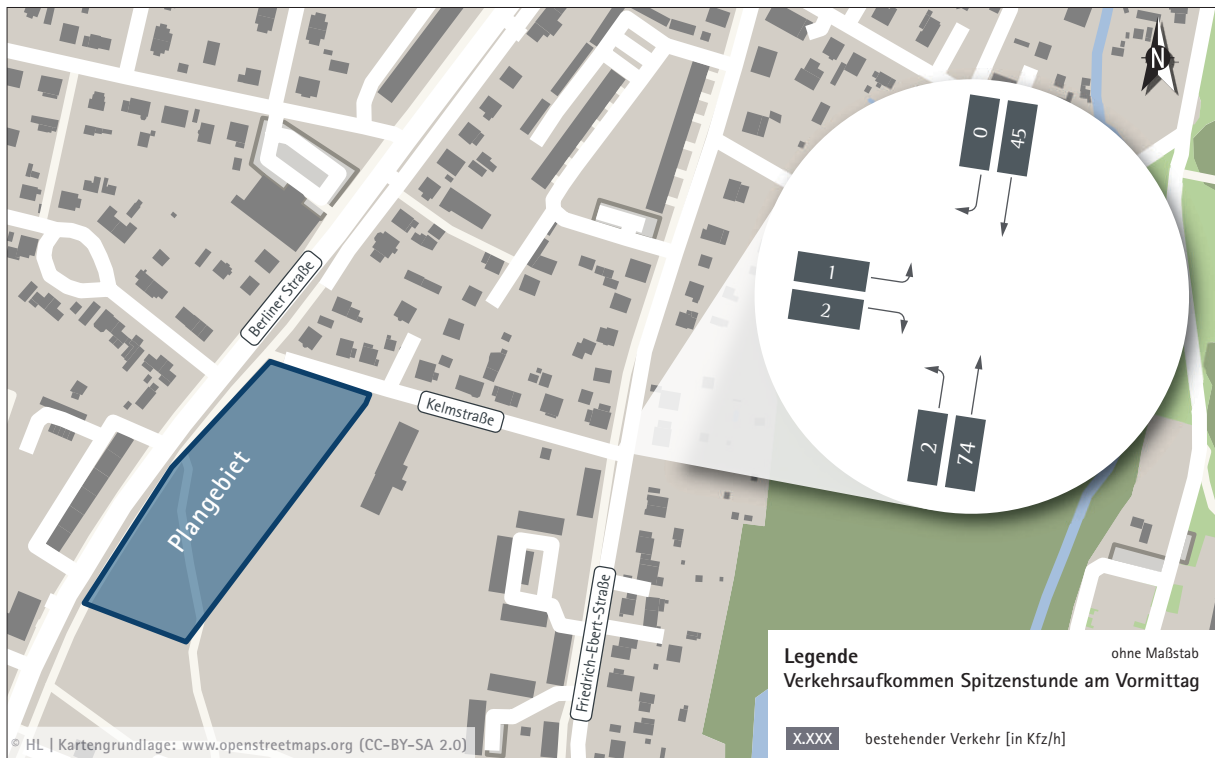 N
0
45
1
2
2
74
Berliner Straße
Kelmstraße
Plangebiet
Friedrich-Ebert-Straße
Legende
ohne Maßstab
Verkehrsaufkommen Spitzenstunde am Vormittag
X.XXX bestehender Verkehr [in Kfz/h]
© HL | Kartengrundlage: www.openstreetmaps.org (CC-BY-SA 2.0)